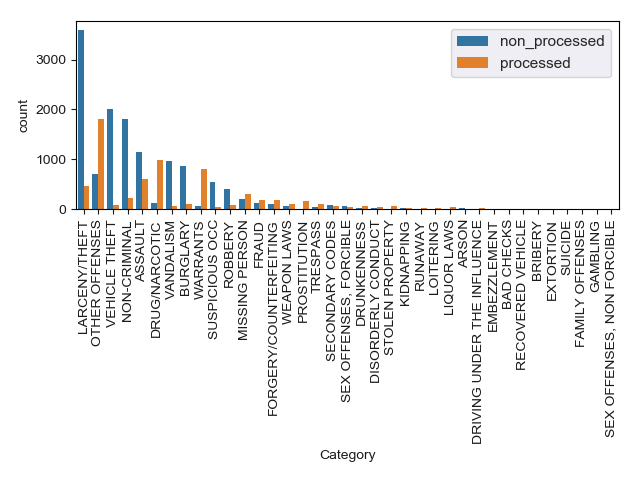 non_processed
processed
count
3000
2000
1000
0
LARCENY/THEFT
OTHER OFFENSES
VEHICLE THEFT
NON-CRIMINAL
ASSAULT
DRUG/NARCOTIC
VANDALISM
BURGLARY
WARRANTS
SUSPICIOUS OCC
ROBBERY
MISSING PERSON
FRAUD
FORGERY/COUNTERFEITING
WEAPON LAWS
PROSTITUTION
TRESPASS
SECONDARY CODES
SEX OFFENSES, FORCIBLE
DRUNKENNESS
DISORDERLY CONDUCT
STOLEN PROPERTY
KIDNAPPING
RUNAWAY
LOITERING
LIQUOR LAWS
ARSON
DRIVING UNDER THE INFLUENCE
EMBEZZLEMENT
BAD CHECKS
RECOVERED VEHICLE
BRIBERY
EXTORTION
SUICIDE
FAMILY OFFENSES
GAMBLING
SEX OFFENSES, NON FORCIBLE
Category